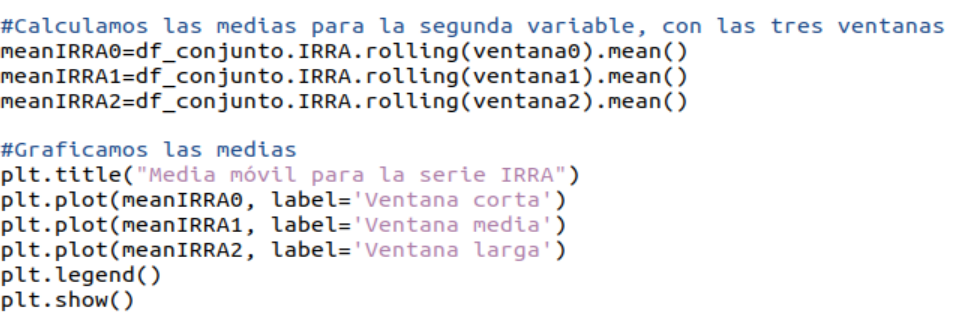 #Calculamos las medias para la segunda variable, con las tres ventanas
meanIRRA0=df_conjunto.IRRA.rolling(ventana0).mean()
meanIRRA1=df_conjunto.IRRA.rolling(ventana1).mean()
meanIRRA2=df_conjunto.IRRA.rolling(ventana2).mean()
#Graficamos las medias
plt.title("Media móvil para la serie IRRA")
plt.plot(meanIRRA0, label='Ventana corta')
plt.plot(meanIRRA1, label='Ventana media')
plt.plot(meanIRRA2, label='Ventana larga')
plt.legend()
plt.show()